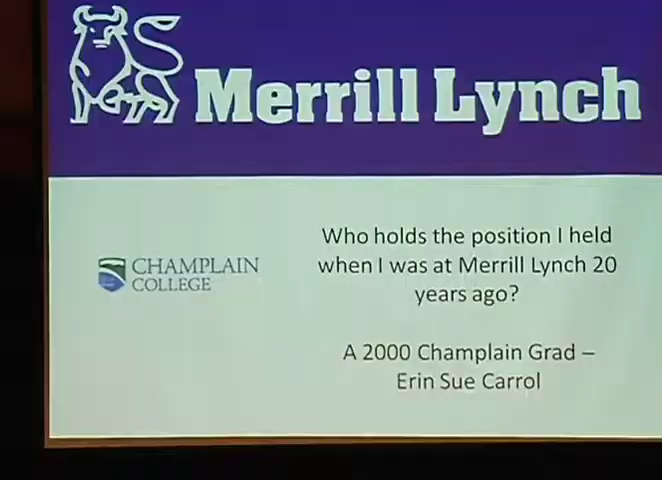 Merrill Lynch
CHAMPLAIN
COLLEGE
Who holds the position I held
when I was at Merrill Lynch 20
years ago?
A 2000 Champlain Grad –
Erin Sue Carrol